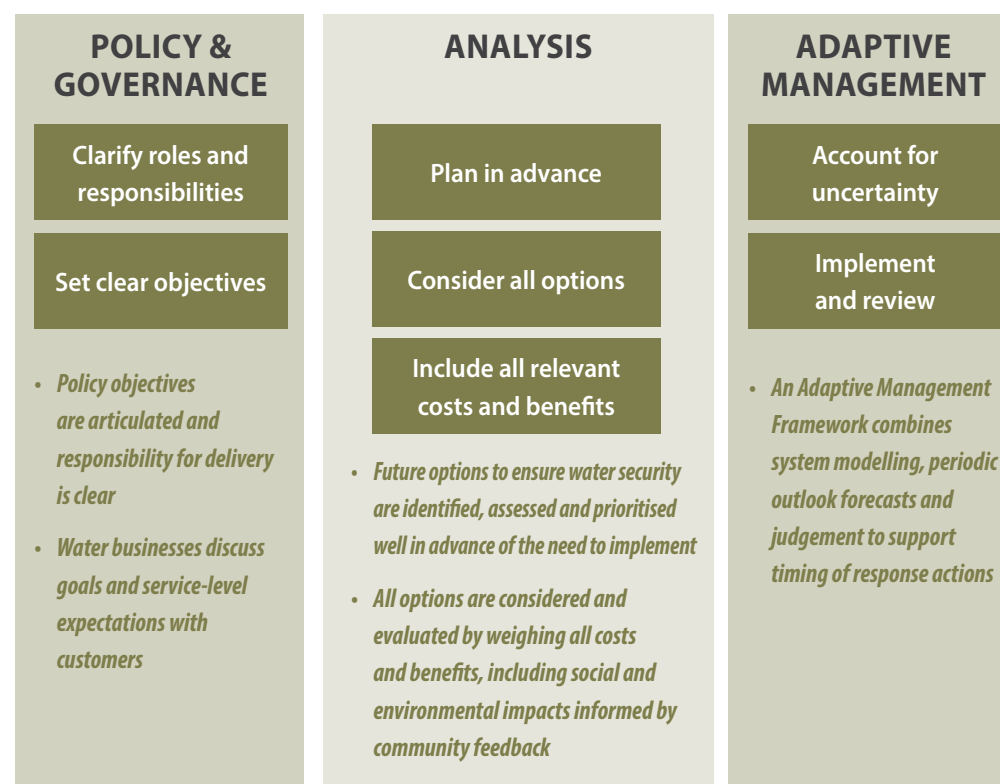 POLICY &
GOVERNANCE
Clarify roles and
responsibilities
Set clear objectives
• Policy objectives
are articulated and
responsibility for delivery
is clear
• Water businesses discuss
goals and service-level
expectations with
customers
ANALYSIS
Plan in advance
Consider all options
Include all relevant
costs and benefits
• Future options to ensure water security
are identified, assessed and prioritised
well in advance of the need to implement
• All options are considered and
evaluated by weighing all costs
and benefits, including social and
environmental impacts informed by
community feedback
ADAPTIVE
MANAGEMENT
Account for
uncertainty
Implement
and review
• An Adaptive Management
Framework combines
system modelling, periodic
outlook forecasts and
judgement to support
timing of response actions